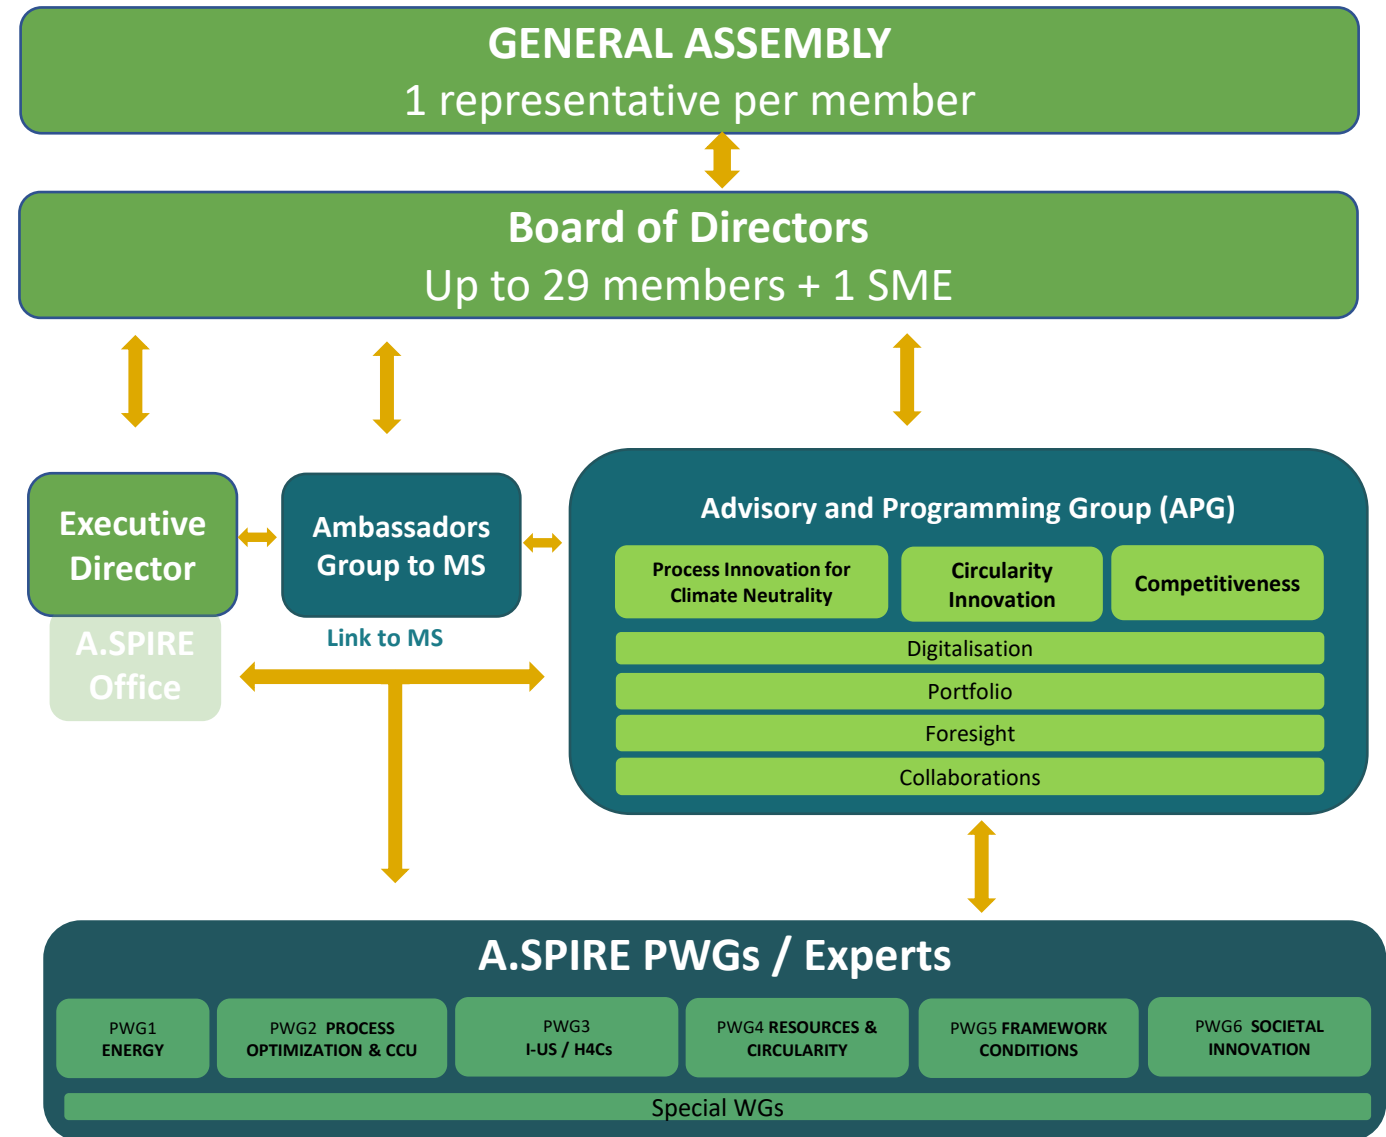 GENERAL ASSEMBLY
1 representative per member
Board of Directors
Up to 29 members + 1 SME
Executive
Director
A.SPIRE
Office
Ambassadors
Group to MS
Link to MS
Advisory and Programming Group (APG)
Process Innovation for
Climate Neutrality
Circularity
Innovation
Competitiveness
Digitalisation
Portfolio
Foresight
Collaborations
A.SPIRE PWGs / Experts
PWG1
ENERGY
PWG2 PROCESS
OPTIMIZATION & CCU
PWG3
I-US / H4Cs
PWG4 RESOURCES &
CIRCULARITY
PWG5 FRAMEWORK
CONDITIONS
PWG6 SOCIETAL
INNOVATION
Special WGs